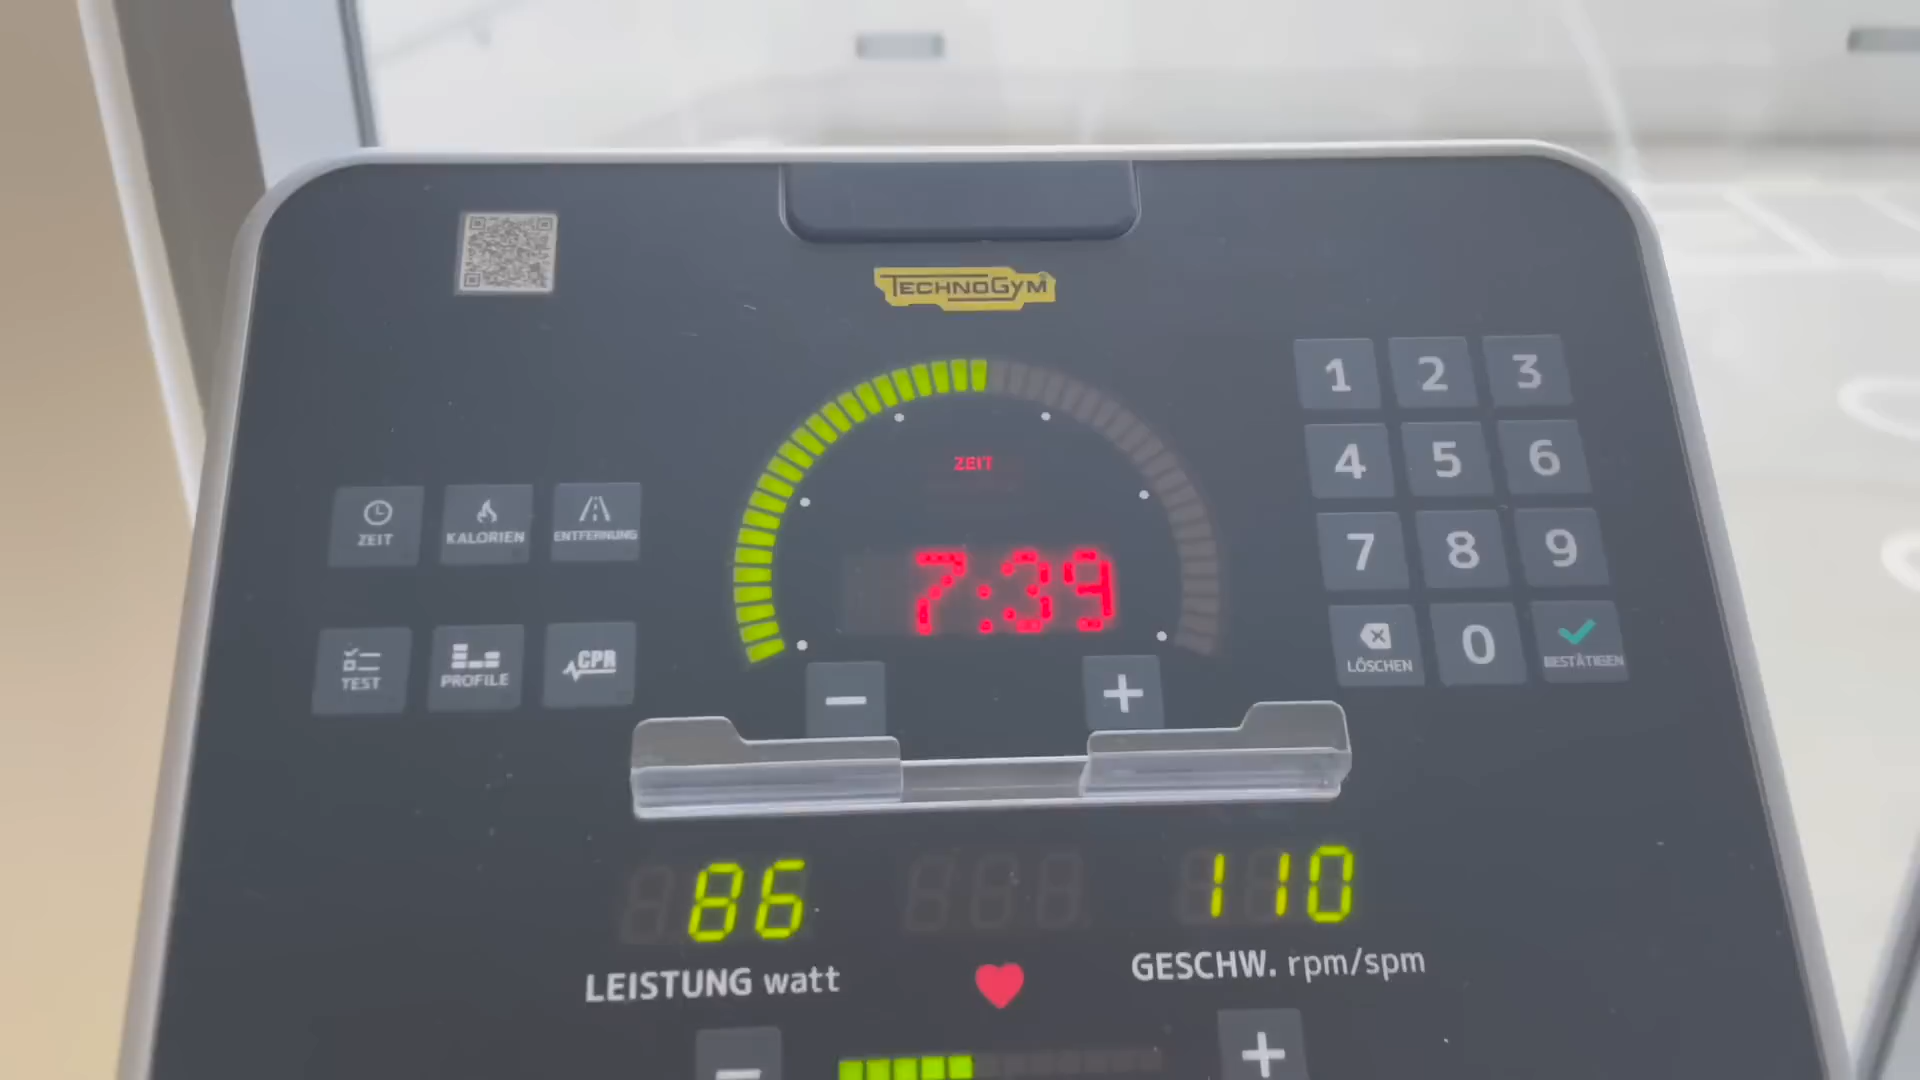 TECHNOGYM
1 2 3
4 5 6
7 8 9
LÖSCHEN 0 BESTÄTIGEN
ZEIT KALORIEN ENTFERNUNG
TEST PROFILE CPR
ZEIT
7:39
− +
86 110
LEISTUNG watt GESCHW. rpm/spm
− +